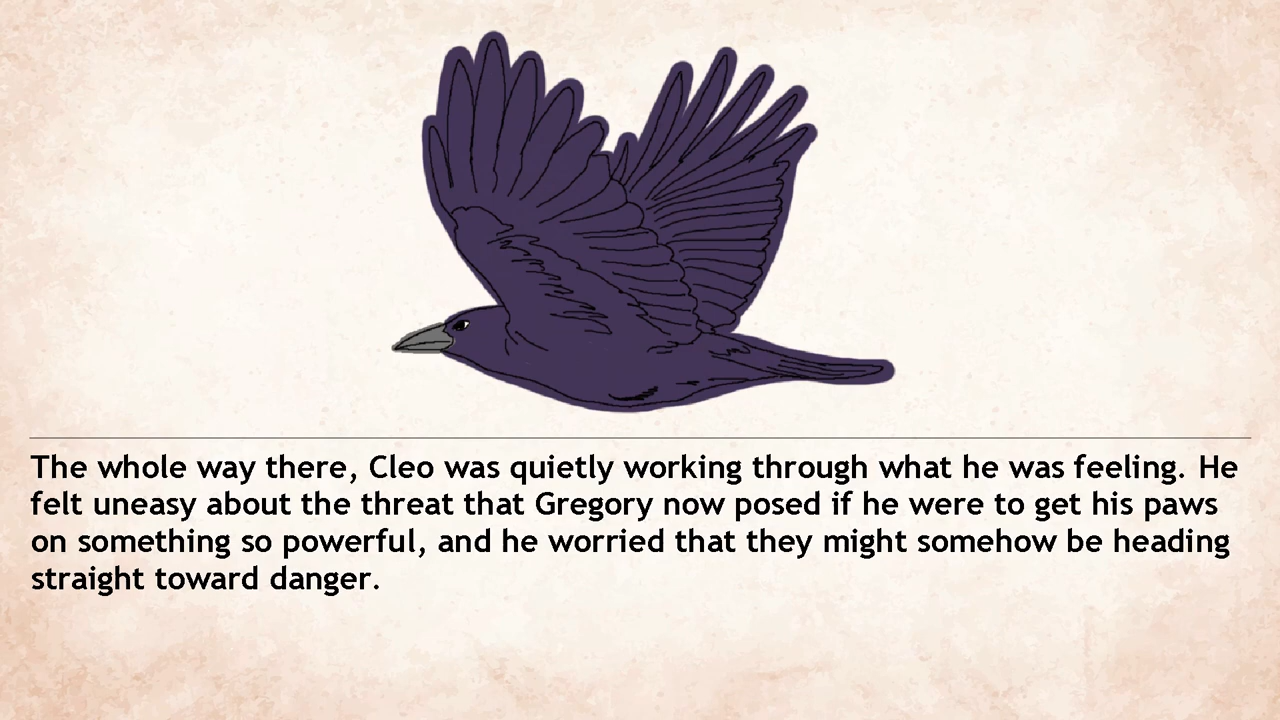 The whole way there, Cleo was quietly working through what he was feeling. He
felt uneasy about the threat that Gregory now posed if he were to get his paws
on something so powerful, and he worried that they might somehow be heading
straight toward danger.